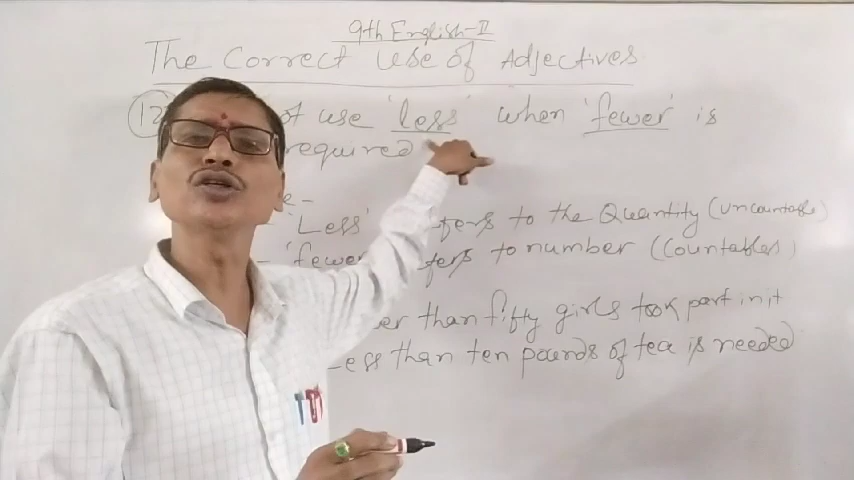 9th English-II
The Correct Use of Adjectives
12 of use 'less' when 'fewer' is
required
e-
- 'Less' fers to the Quantity (uncountable)
- 'fewer fers to number (Countables)
er than fifty girls took part in it
Less than ten pounds of tea is needed